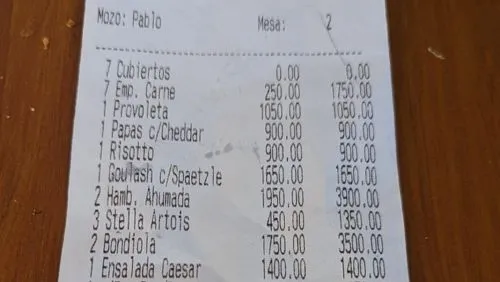 Mozo: Pablo Mesa: 2
7 Cubiertos 0.00 0.00
7 Emp. Carne 250.00 1750.00
1 Provoleta 1050.00 1050.00
1 Papas c/Cheddar 900.00 900.00
1 Risotto 900.00 900.00
1 Goulash c/Spaetzle 1650.00 1650.00
2 Hamb. Ahumada 1950.00 3900.00
3 Stella Artois 450.00 1350.00
2 Bondiola 1750.00 3500.00
1 Ensalada Caesar 1400.00 1400.00